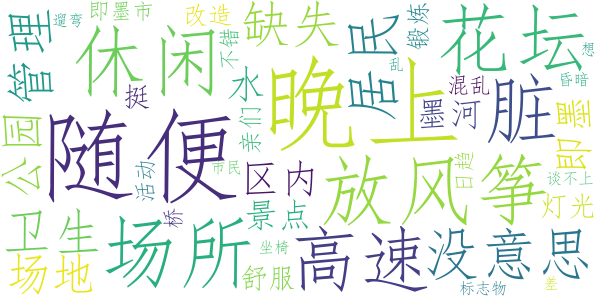 即墨市 改造 缺失 居民 锻炼 花坛 想
遛弯 不错 乱
管理 休闲 水 晚上 混乱 脏 昏暗
挺 墨河 即墨
公园 随便 亲们 区内 放风筝 日趋 谈不上
活动 市民 灯光
卫生 桥 景点
场地 场所 坐椅 舒服 高速 没意思
标志物 差